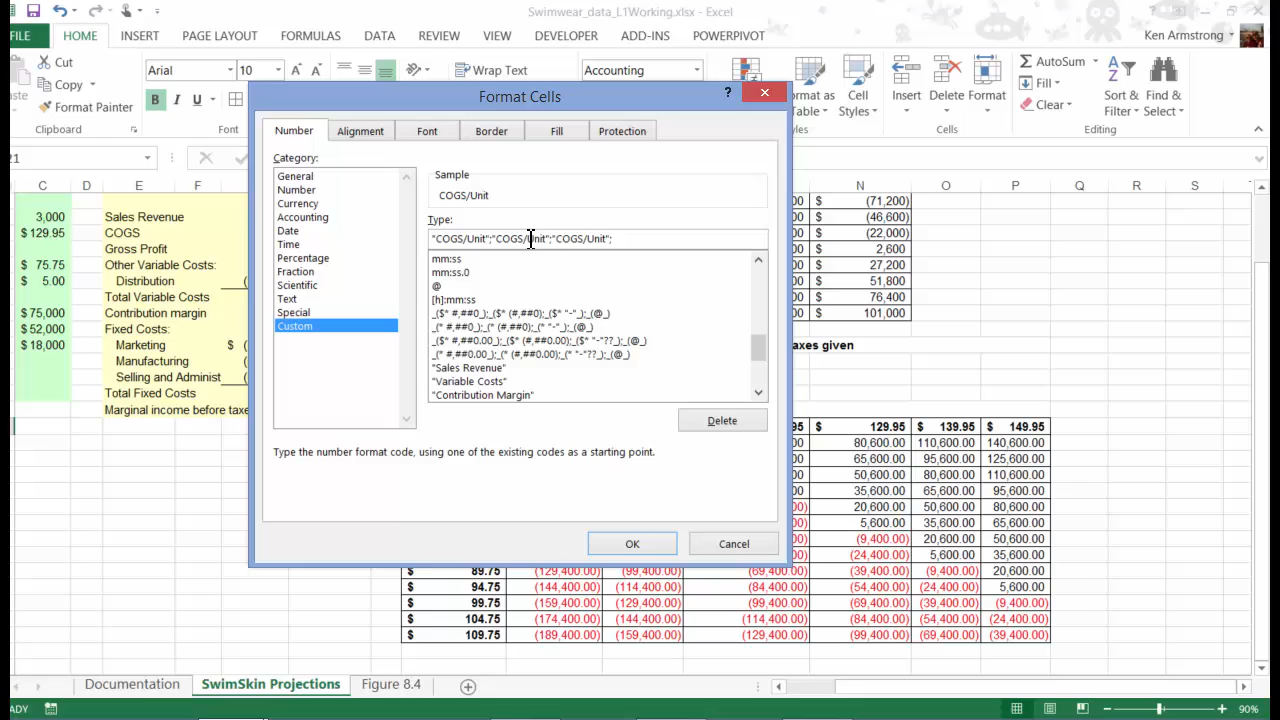 Swimwear_data_L1Working.xlsx - Excel
FILE HOME INSERT PAGE LAYOUT FORMULAS DATA REVIEW VIEW DEVELOPER ADD-INS POWERPIVOT Ken Armstrong
Cut
Copy
Format Painter
Clipboard
Arial 10
B I U
Font
Wrap Text
Accounting
Styles
Insert Delete Format
Cells
AutoSum
Fill
Clear
Sort & Filter
Find & Select
Editing
Format Cells
Number Alignment Font Border Fill Protection
Category:
General
Number
Currency
Accounting
Date
Time
Percentage
Fraction
Scientific
Text
Special
Custom
Sample
COGS/Unit
Type:
"COGS/Unit";"COGS/Unit";"COGS/Unit";
mm:ss
mm:ss.0
@
[h]:mm:ss
_($* #,##0_);_($* (#,##0);_($* "-"_);_(@_)
_(* #,##0_);_(* (#,##0);_(* "-"_);_(@_)
_($* #,##0.00_);_($* (#,##0.00);_($* "-"??_);_(@_)
_(* #,##0.00_);_(* (#,##0.00);_(* "-"??_);_(@_)
"Sales Revenue"
"Variable Costs"
"Contribution Margin"
Delete
Type the number format code, using one of the existing codes as a starting point.
OK Cancel
C D E F N O P Q R S
3,000 Sales Revenue
$ 129.95 COGS
Gross Profit
$ 75.75 Other Variable Costs:
$ 5.00 Distribution
Total Variable Costs
$ 75,000 Contribution margin
$ 52,000 Fixed Costs:
$ 18,000 Marketing $
Manufacturing
Selling and Administ
Total Fixed Costs
Marginal income before taxe
$ (71,200)
$ (46,600)
$ (22,000)
$ 2,600
$ 27,200
$ 51,800
$ 76,400
$ 101,000
axes given
$ 129.95 $ 139.95 $ 149.95
80,600.00 110,600.00 140,600.00
65,600.00 95,600.00 125,600.00
50,600.00 80,600.00 110,600.00
35,600.00 65,600.00 95,600.00
20,600.00 50,600.00 80,600.00
5,600.00 35,600.00 65,600.00
(9,400.00) 20,600.00 50,600.00
(24,400.00) 5,600.00 35,600.00
$ 89.75 (129,400.00) (99,400.00) (69,400.00) (39,400.00) (9,400.00) 20,600.00
$ 94.75 (144,400.00) (114,400.00) (84,400.00) (54,400.00) (24,400.00) 5,600.00
$ 99.75 (159,400.00) (129,400.00) (99,400.00) (69,400.00) (39,400.00) (9,400.00)
$ 104.75 (174,400.00) (144,400.00) (114,400.00) (84,400.00) (54,400.00) (24,400.00)
$ 109.75 (189,400.00) (159,400.00) (129,400.00) (99,400.00) (69,400.00) (39,400.00)
Documentation SwimSkin Projections Figure 8.4
90%